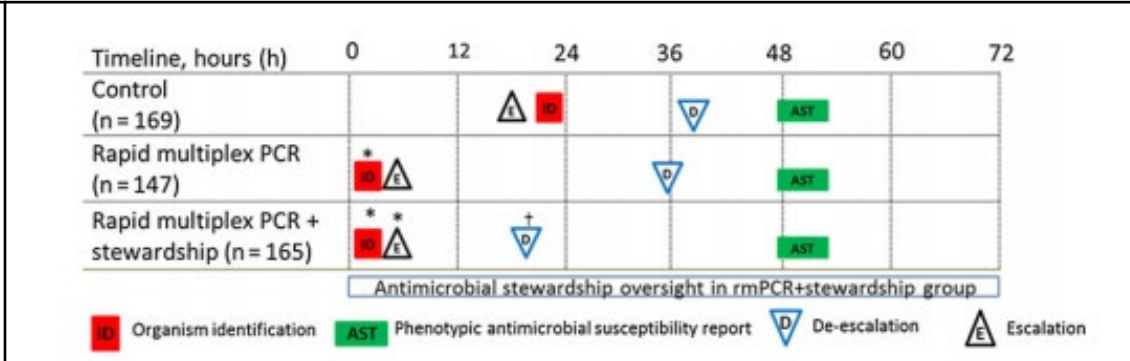 Timeline, hours (h) 0 12 24 36 48 60 72
Control
(n = 169)
E ID D AST
Rapid multiplex PCR
(n = 147)
*
ID E D AST
Rapid multiplex PCR +
stewardship (n = 165)
* * †
ID E D AST
Antimicrobial stewardship oversight in rmPCR+stewardship group
ID Organism identification AST Phenotypic antimicrobial susceptibility report D De-escalation E Escalation